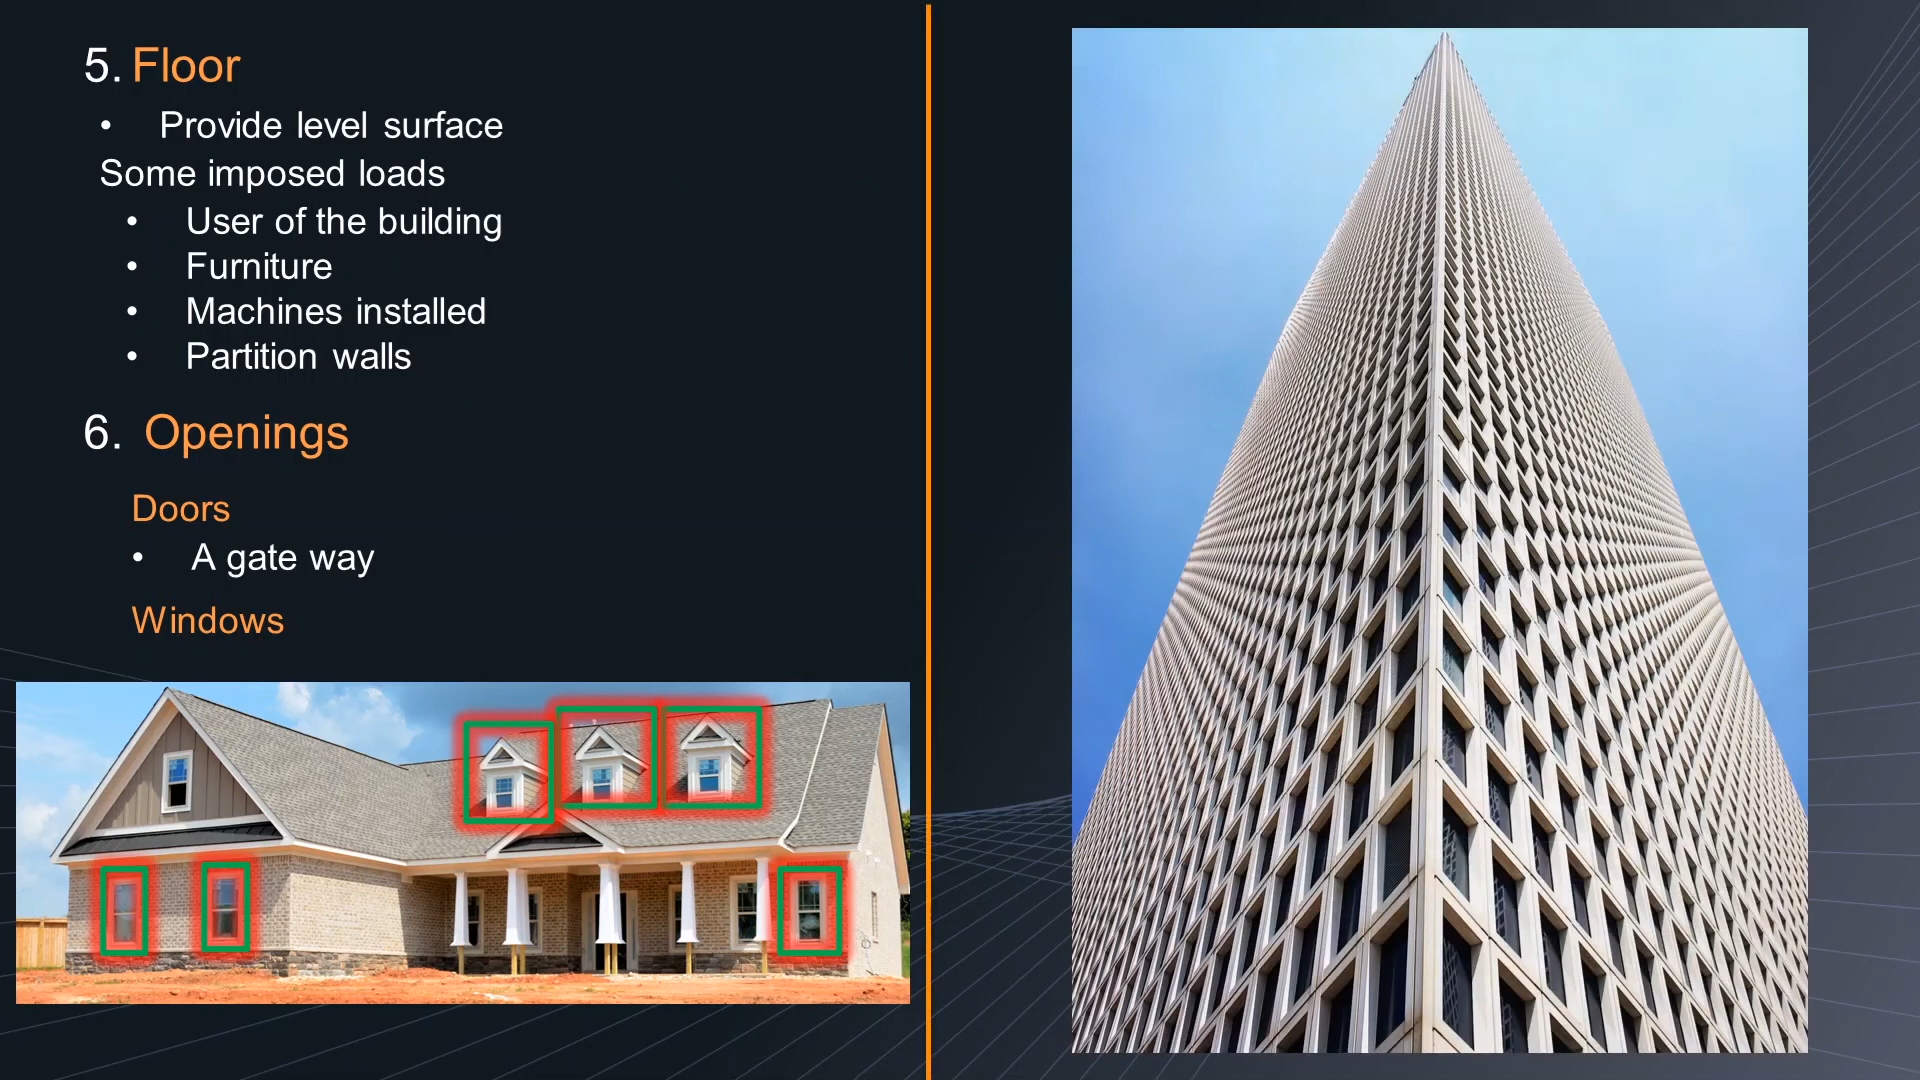 5. Floor
• Provide level surface
Some imposed loads
• User of the building
• Furniture
• Machines installed
• Partition walls
6. Openings
Doors
• A gate way
Windows